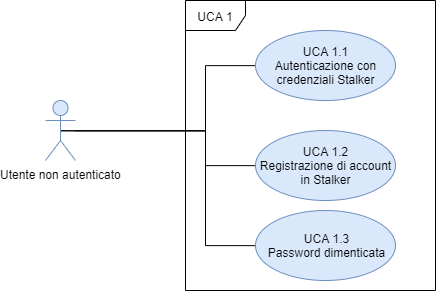 UCA 1
UCA 1.1
Autenticazione con
credenziali Stalker
UCA 1.2
Registrazione di account
in Stalker
Utente non autenticato
UCA 1.3
Password dimenticata